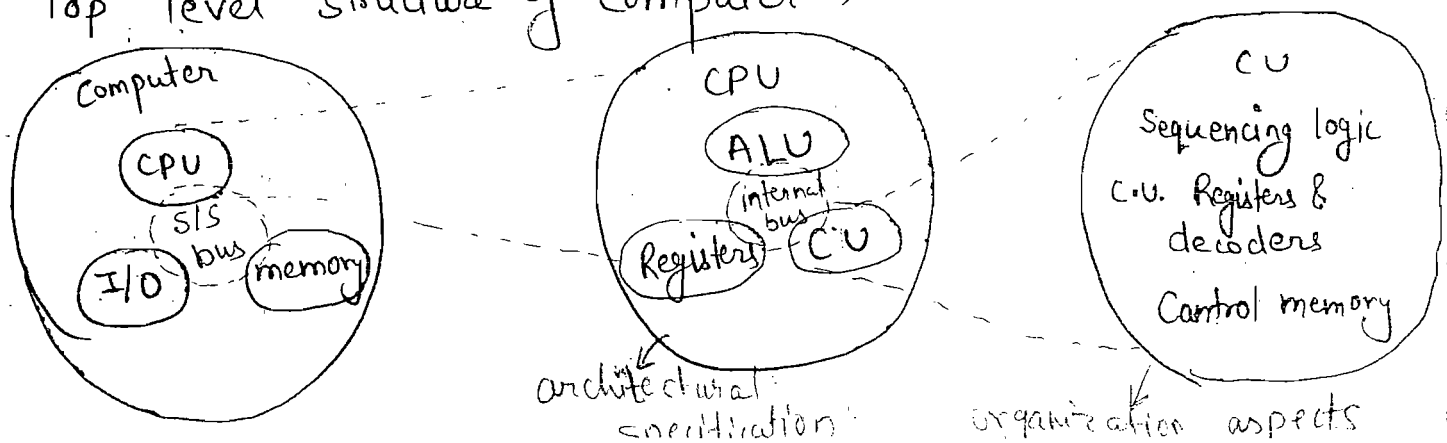 Top level structure of computer
Computer
CPU
S/S
bus
I/O
memory
CPU
ALU
internal
bus
Registers
CU
architectural
specification
CU
Sequencing logic
C.U. Registers &
decoders
Control memory
organization aspects